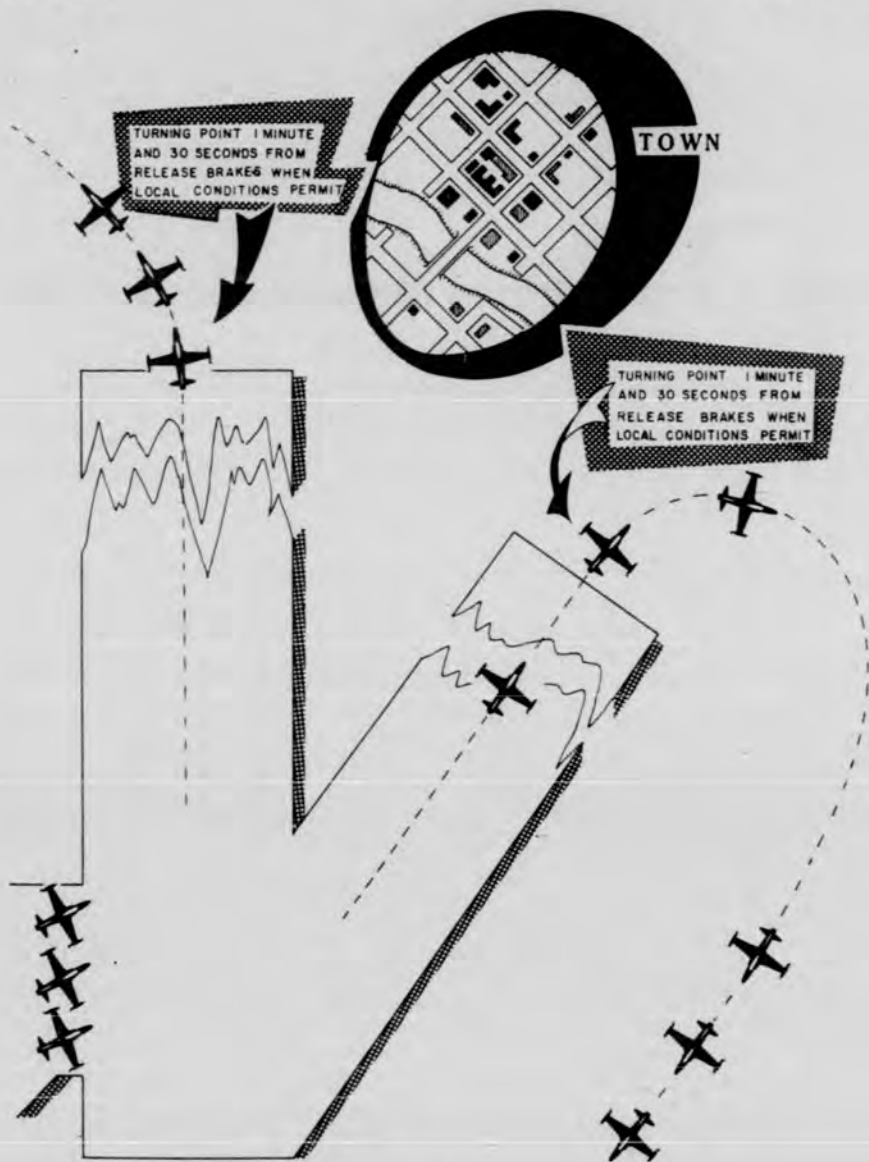 TURNING POINT 1 MINUTE
AND 30 SECONDS FROM
RELEASE BRAKES WHEN
LOCAL CONDITIONS PERMIT
TOWN
TURNING POINT 1 MINUTE
AND 30 SECONDS FROM
RELEASE BRAKES WHEN
LOCAL CONDITIONS PERMIT